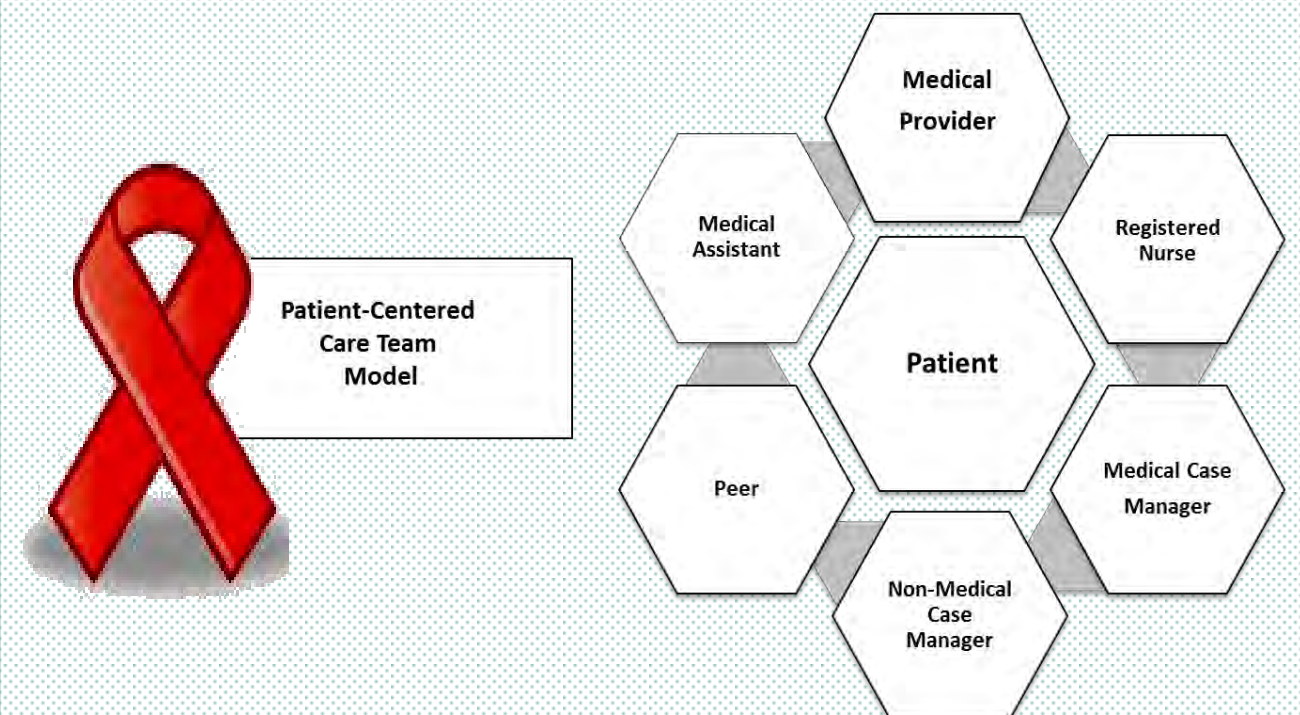 Patient-Centered
Care Team
Model
Medical
Provider
Registered
Nurse
Medical Case
Manager
Non-Medical
Case
Manager
Peer
Medical
Assistant
Patient